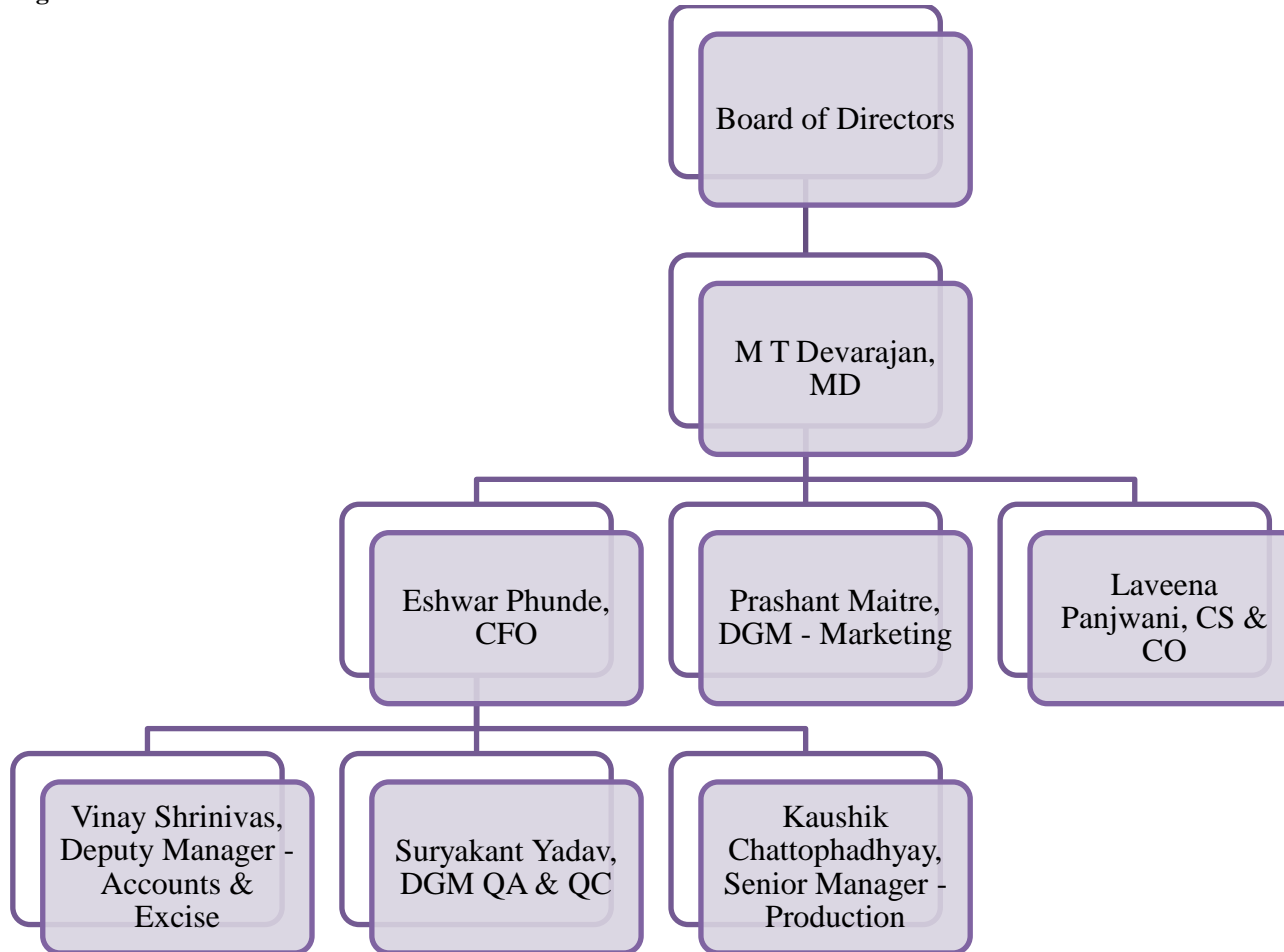 Board of Directors
M T Devarajan,
MD
Eshwar Phunde,
CFO
Prashant Maitre,
DGM - Marketing
Laveena
Panjwani, CS &
CO
Vinay Shrinivas,
Deputy Manager -
Accounts &
Excise
Suryakant Yadav,
DGM QA & QC
Kaushik
Chattophadhyay,
Senior Manager -
Production